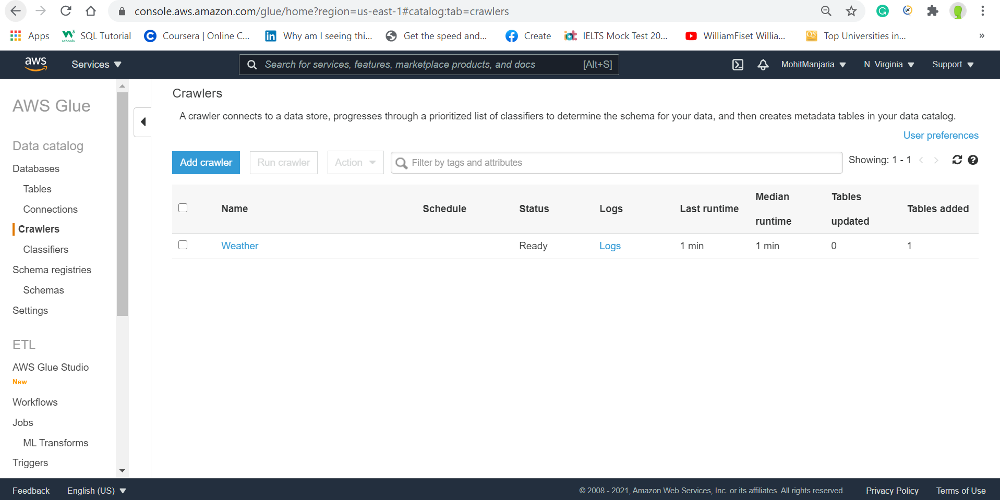 console.aws.amazon.com/glue/home?region=us-east-1#catalog:tab=crawlers
Apps
W3 schools SQL Tutorial
Coursera | Online C...
in Why am I seeing thi...
Get the speed and...
Create
iot IELTS Mock Test 20...
WilliamFiset Willia...
QS Top Universities in...
»
aws
Services
Search for services, features, marketplace products, and docs [Alt+S]
MohitManjaria
N. Virginia
Support
AWS Glue
Data catalog
Databases
Tables
Connections
Crawlers
Classifiers
Schema registries
Schemas
Settings
ETL
AWS Glue Studio
New
Workflows
Jobs
ML Transforms
Triggers
Crawlers
A crawler connects to a data store, progresses through a prioritized list of classifiers to determine the schema for your data, and then creates metadata tables in your data catalog.
User preferences
Add crawler
Run crawler
Action
Filter by tags and attributes
Showing: 1 - 1
Name
Schedule
Status
Logs
Last runtime
Median runtime
Tables updated
Tables added
Weather
Ready
Logs
1 min
1 min
0
1
Feedback
English (US)
© 2008 - 2021, Amazon Web Services, Inc. or its affiliates. All rights reserved.
Privacy Policy
Terms of Use